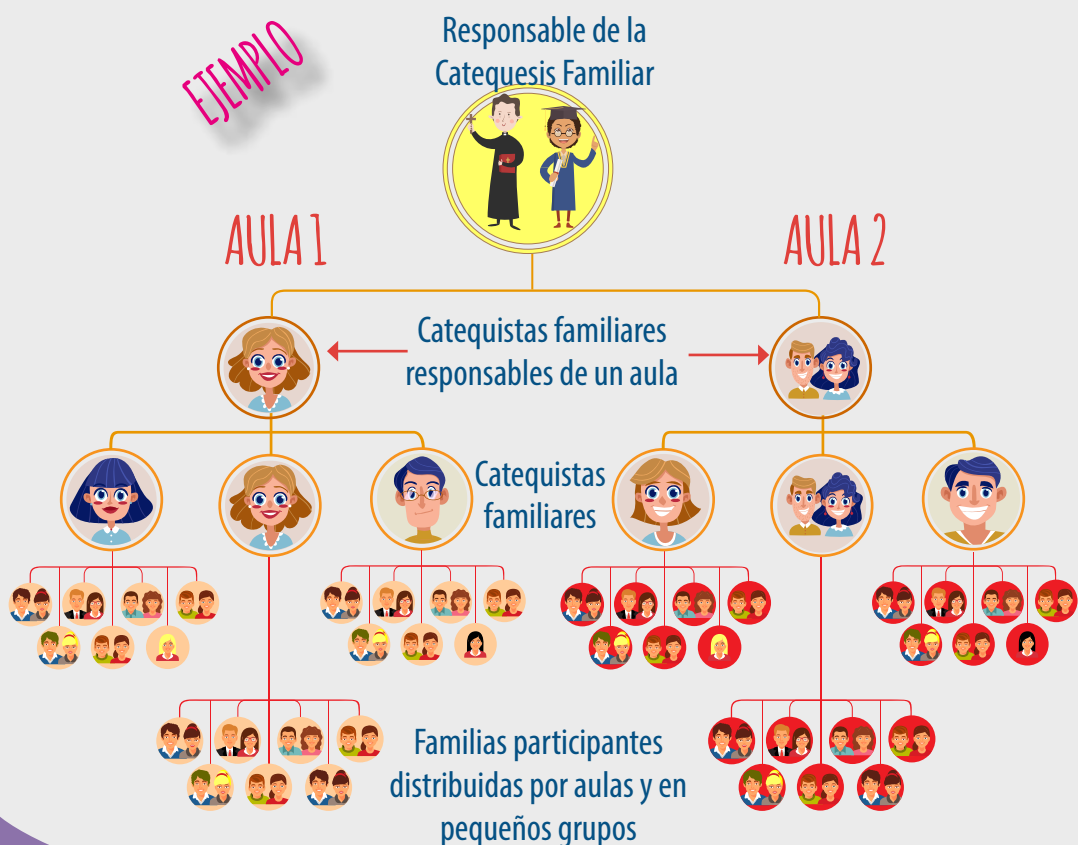 EJEMPLO
Responsable de la
Catequesis Familiar
AULA 1
AULA 2
Catequistas familiares
responsables de un aula
Catequistas
familiares
Familias participantes
distribuidas por aulas y en
pequeños grupos